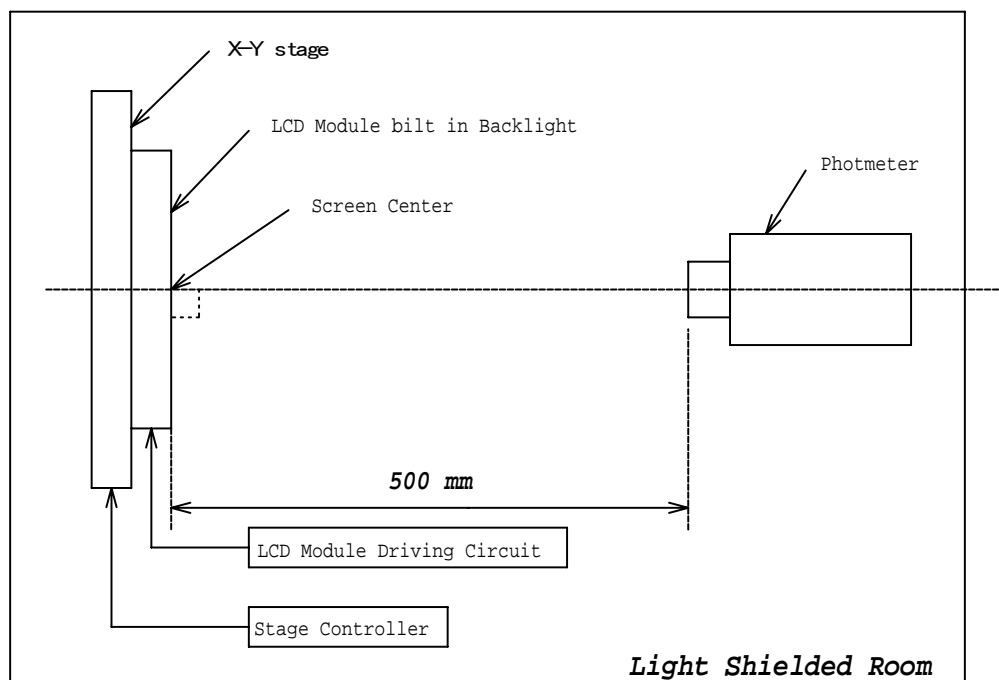 X-Y stage
LCD Module bilt in Backlight
Photmeter
Screen Center
500 mm
LCD Module Driving Circuit
Stage Controller
Light Shielded Room